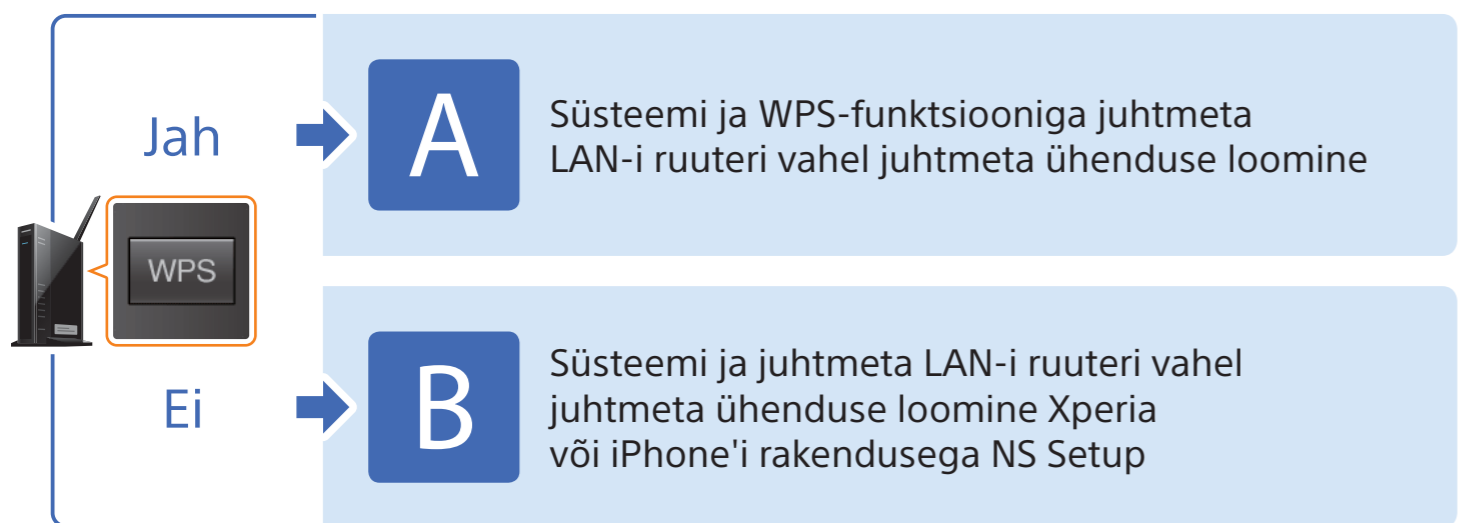 Jah
A
Süsteemi ja WPS-funktsiooniga juhtmeta
LAN-i ruuteri vahel juhtmeta ühenduse loomine
WPS
Ei
B
Süsteemi ja juhtmeta LAN-i ruuteri vahel
juhtmeta ühenduse loomine Xperia
või iPhone'i rakendusega NS Setup